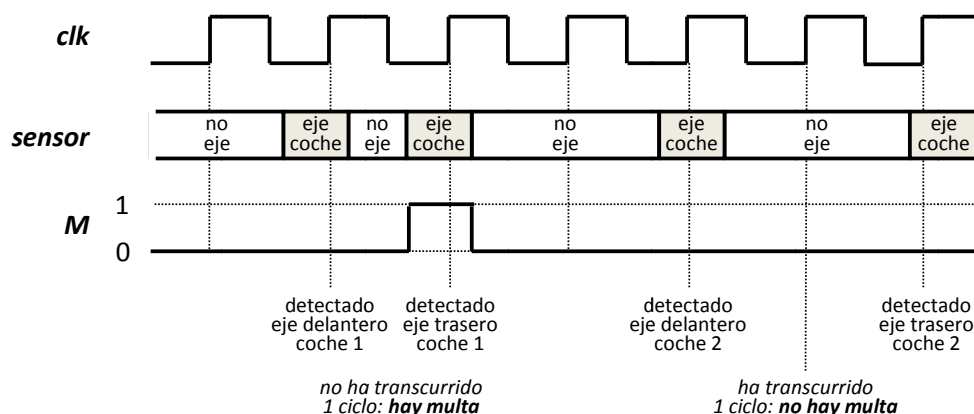 clk
sensor
no eje
eje coche
no eje
eje coche
no eje
eje coche
no eje
eje coche
M
1
0
detectado
eje delantero
coche 1
detectado
eje trasero
coche 1
detectado
eje delantero
coche 2
detectado
eje trasero
coche 2
no ha transcurrido
1 ciclo: hay multa
ha transcurrido
1 ciclo: no hay multa